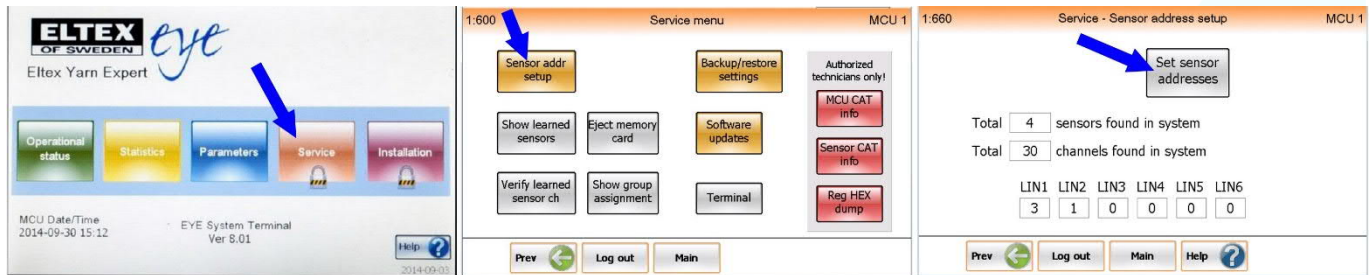 ELTEX
OF SWEDEN
eye
Eltex Yarn Expert
Operational
status
Statistics
Parameters
Service
Installation
MCU Date/Time
2014-09-30 15:12
EYE System Terminal
Ver 8.01
Help
2014-09-03
1:600
Service menu
MCU 1
Sensor addr
setup
Backup/restore
settings
Authorized
technicians only!
MCU CAT
info
Show learned
sensors
Eject memory
card
Software
updates
Sensor CAT
info
Verify learned
sensor ch
Show group
assignment
Terminal
Reg HEX
dump
Prev
Log out
Main
1:660
Service - Sensor address setup
MCU 1
Set sensor
addresses
Total 4 sensors found in system
Total 30 channels found in system
LIN1 LIN2 LIN3 LIN4 LIN5 LIN6
3 1 0 0 0 0
Prev
Log out
Main
Help